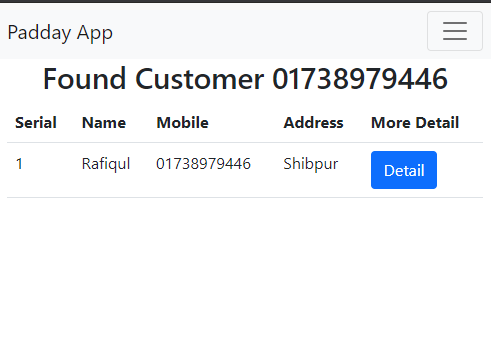 Padday App
Found Customer 01738979446
Serial Name Mobile Address More Detail
1 Rafiqul 01738979446 Shibpur Detail